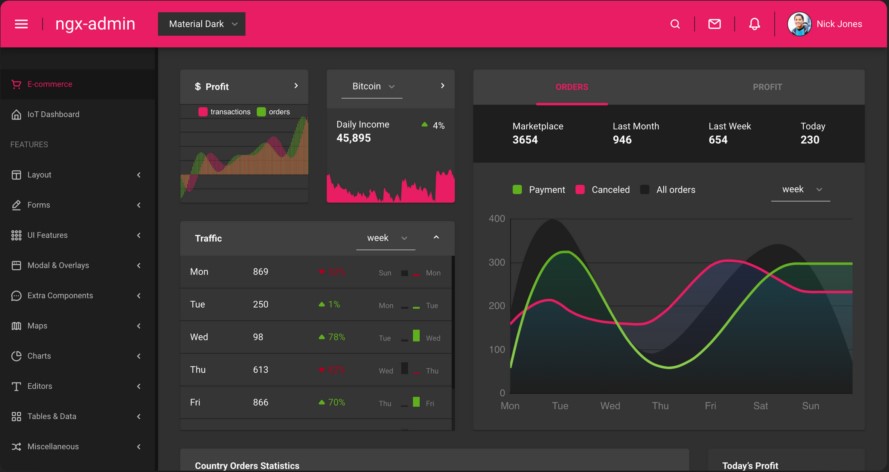 ngx-admin
Material Dark
Nick Jones
E-commerce
IoT Dashboard
FEATURES
Layout
Forms
UI Features
Modal & Overlays
Extra Components
Maps
Charts
Editors
Tables & Data
Miscellaneous
$ Profit
transactions orders
Bitcoin
Daily Income
45,895
4%
Traffic
week
Mon 869 Sun Mon
Tue 250 1% Mon Tue
Wed 98 78% Tue Wed
Thu 613 Wed Thu
Fri 866 70% Thu Fri
ORDERS PROFIT
Marketplace Last Month Last Week Today
3654 946 654 230
Payment Canceled All orders
week
400
300
200
100
0
Mon Tue Wed Thu Fri Sat Sun
Country Orders Statistics
Today's Profit